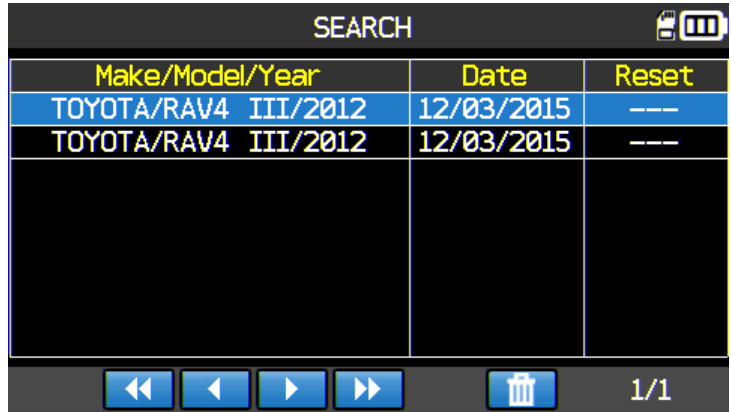 SEARCH
Make/Model/Year Date Reset
TOYOTA/RAV4 III/2012 12/03/2015 ---
TOYOTA/RAV4 III/2012 12/03/2015 ---
1/1